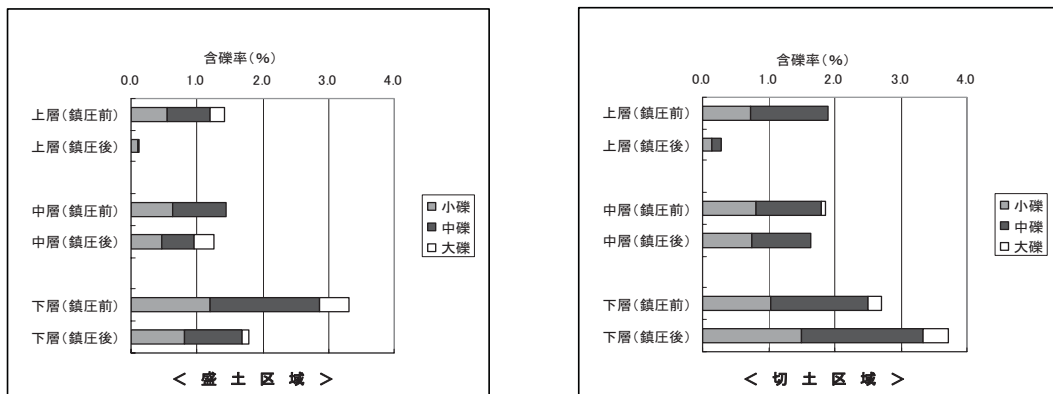 含礫率(%)
0.0 1.0 2.0 3.0 4.0
上層(鎮圧前)
上層(鎮圧後)
中層(鎮圧前)
中層(鎮圧後)
下層(鎮圧前)
下層(鎮圧後)
小礫
中礫
大礫
< 盛 土 区 域 >
含礫率(%)
0.0 1.0 2.0 3.0 4.0
上層(鎮圧前)
上層(鎮圧後)
中層(鎮圧前)
中層(鎮圧後)
下層(鎮圧前)
下層(鎮圧後)
小礫
中礫
大礫
< 切 土 区 域 >